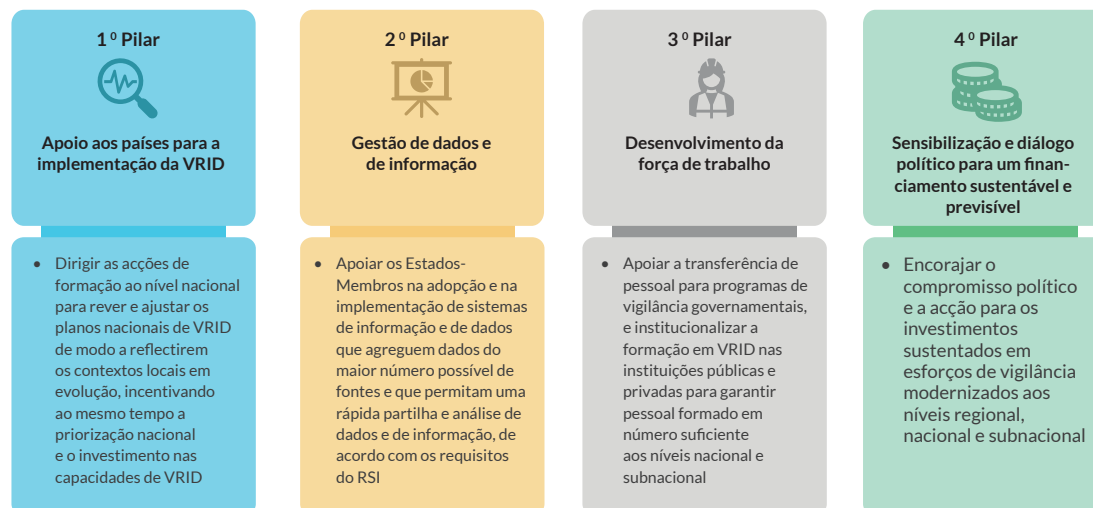 1º Pilar
Apoio aos países para a
implementação da VRID
• Dirigir as acções de
formação ao nível nacional
para rever e ajustar os
planos nacionais de VRID
de modo a reflectirem
os contextos locais em
evolução, incentivando
ao mesmo tempo a
priorização nacional
e o investimento nas
capacidades de VRID
2º Pilar
Gestão de dados e
de informação
• Apoiar os Estados-
Membros na adopção e na
implementação de sistemas
de informação e de dados
que agreguem dados do
maior número possível de
fontes e que permitam uma
rápida partilha e análise de
dados e de informação, de
acordo com os requisitos
do RSI
3º Pilar
Desenvolvimento da
força de trabalho
• Apoiar a transferência de
pessoal para programas de
vigilância governamentais,
e institucionalizar a
formação em VRID nas
instituições públicas e
privadas para garantir
pessoal formado em
número suficiente
aos níveis nacional e
subnacional
4º Pilar
Sensibilização e diálogo
político para um finan-
ciamento sustentável e
previsível
• Encorajar o
compromisso político
e a acção para os
investimentos
sustentados em
esforços de vigilância
modernizados aos
níveis regional,
nacional e subnacional